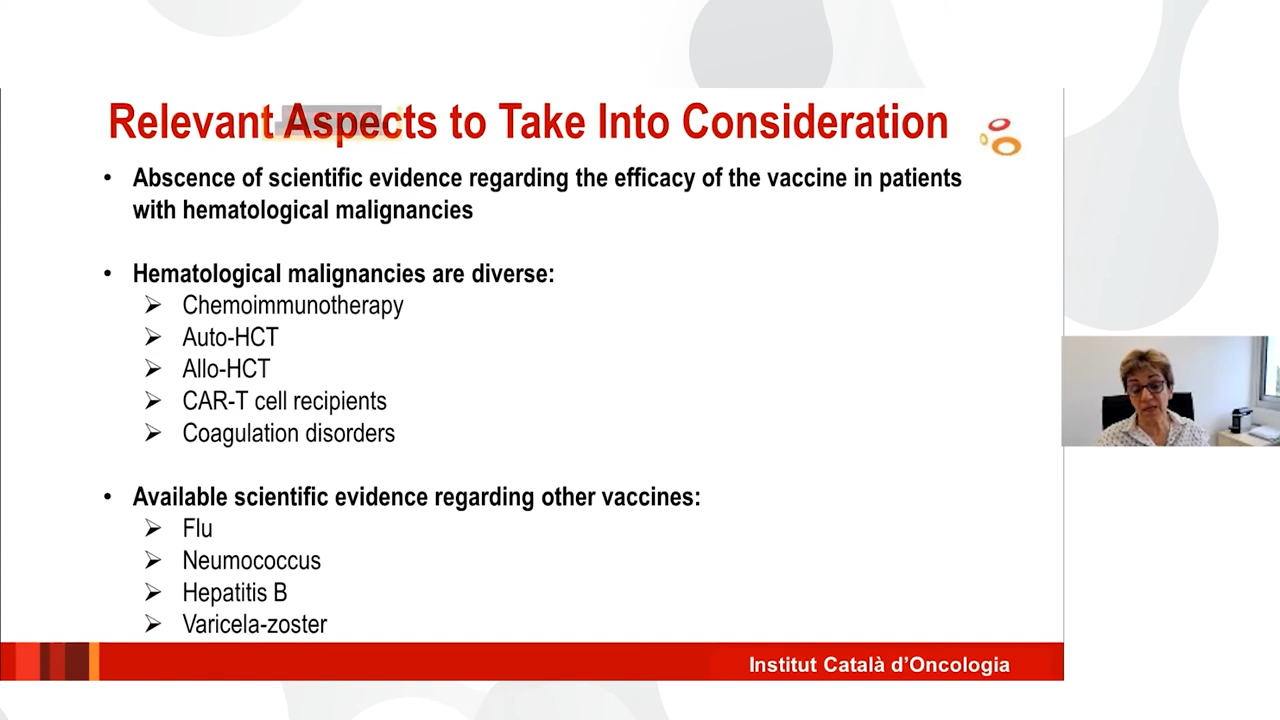 Relevant Aspects to Take Into Consideration
• Abscence of scientific evidence regarding the efficacy of the vaccine in patients
with hematological malignancies
• Hematological malignancies are diverse:
➢ Chemoimmunotherapy
➢ Auto-HCT
➢ Allo-HCT
➢ CAR-T cell recipients
➢ Coagulation disorders
• Available scientific evidence regarding other vaccines:
➢ Flu
➢ Neumococcus
➢ Hepatitis B
➢ Varicela-zoster
Institut Català d’Oncologia